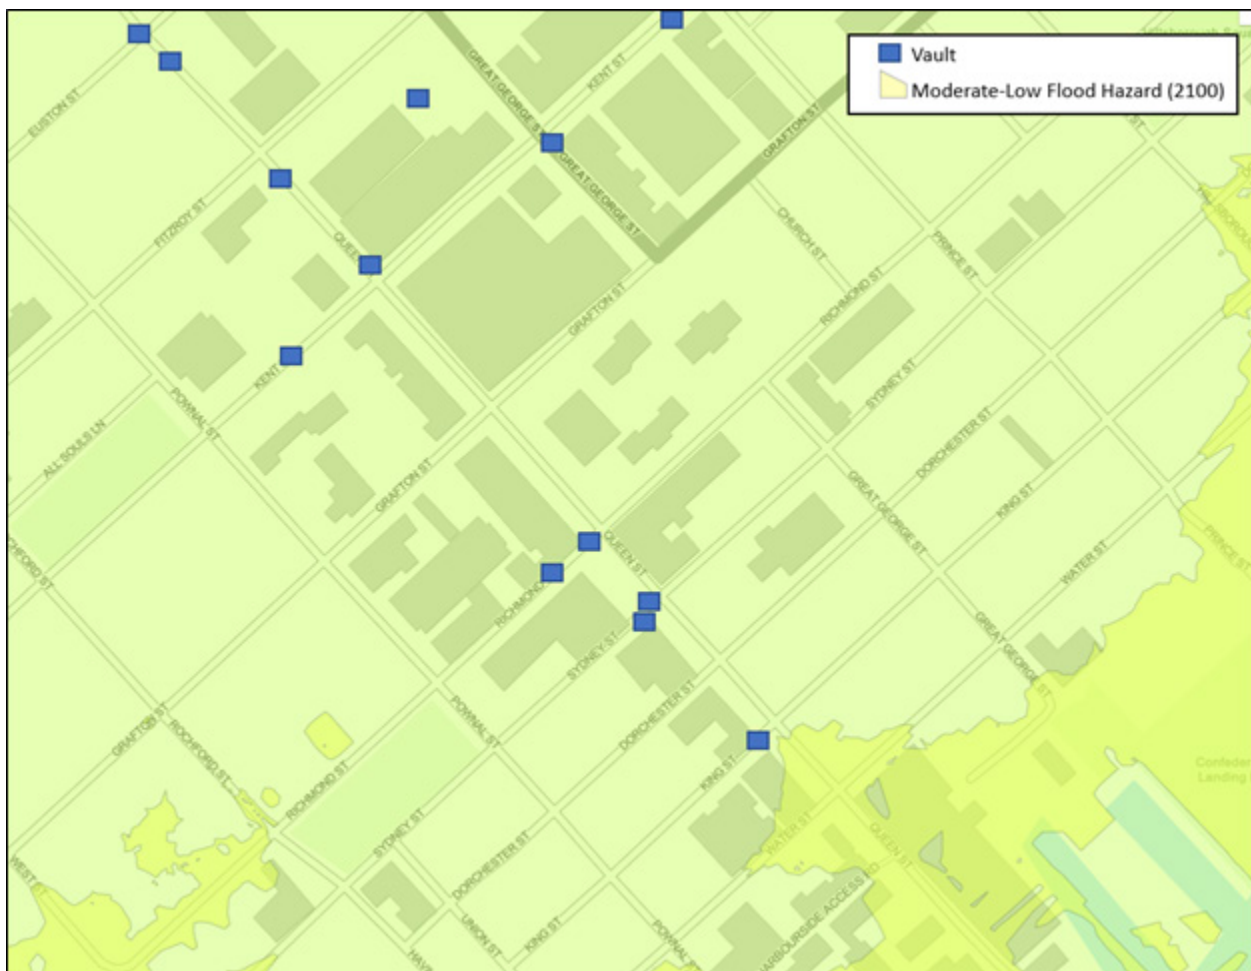 Vault
Moderate-Low Flood Hazard (2100)
EUSTON ST
GREAT GEORGE ST
KENT ST
GRAFTON ST
GREAT GEORGE ST
FITZROY ST
QUEEN
CHURCH ST
PRINCE ST
RICHMOND ST
GRAFTON ST
SYDNEY ST
KENT
POWNAL ST
ALL SOULS LN
DORCHESTER ST
GRAFTON ST
GREAT GEORGE ST
KING ST
PRINCE ST
WATER ST
QUEEN ST
RICHMOND
SYDNEY ST
GREAT GEORGE ST
POWNAL ST
DORCHESTER ST
GRAFTON ST
ROCHFORD ST
KING ST
Confeder
Landing
RICHMOND ST
SYDNEY ST
WATER ST
QUEEN ST
DORCHESTER ST
WEST
HARBOURSIDE ACCESS RD
UNION ST
KING ST
POWNAL ST